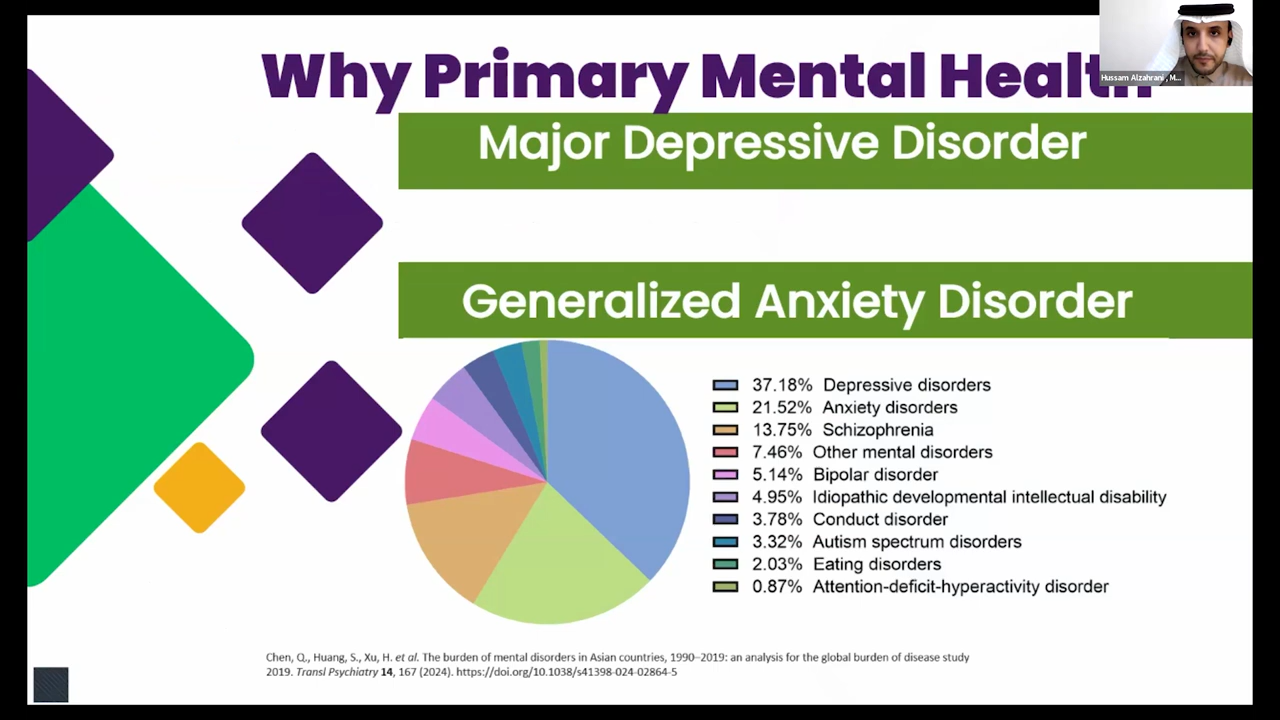 Why Primary Mental Health
Hussam Alzahrani , M...
Major Depressive Disorder
Generalized Anxiety Disorder
37.18% Depressive disorders
21.52% Anxiety disorders
13.75% Schizophrenia
7.46% Other mental disorders
5.14% Bipolar disorder
4.95% Idiopathic developmental intellectual disability
3.78% Conduct disorder
3.32% Autism spectrum disorders
2.03% Eating disorders
0.87% Attention-deficit-hyperactivity disorder
Chen, Q., Huang, S., Xu, H. et al. The burden of mental disorders in Asian countries, 1990–2019: an analysis for the global burden of disease study
2019. Transl Psychiatry 14, 167 (2024). https://doi.org/10.1038/s41398-024-02864-5